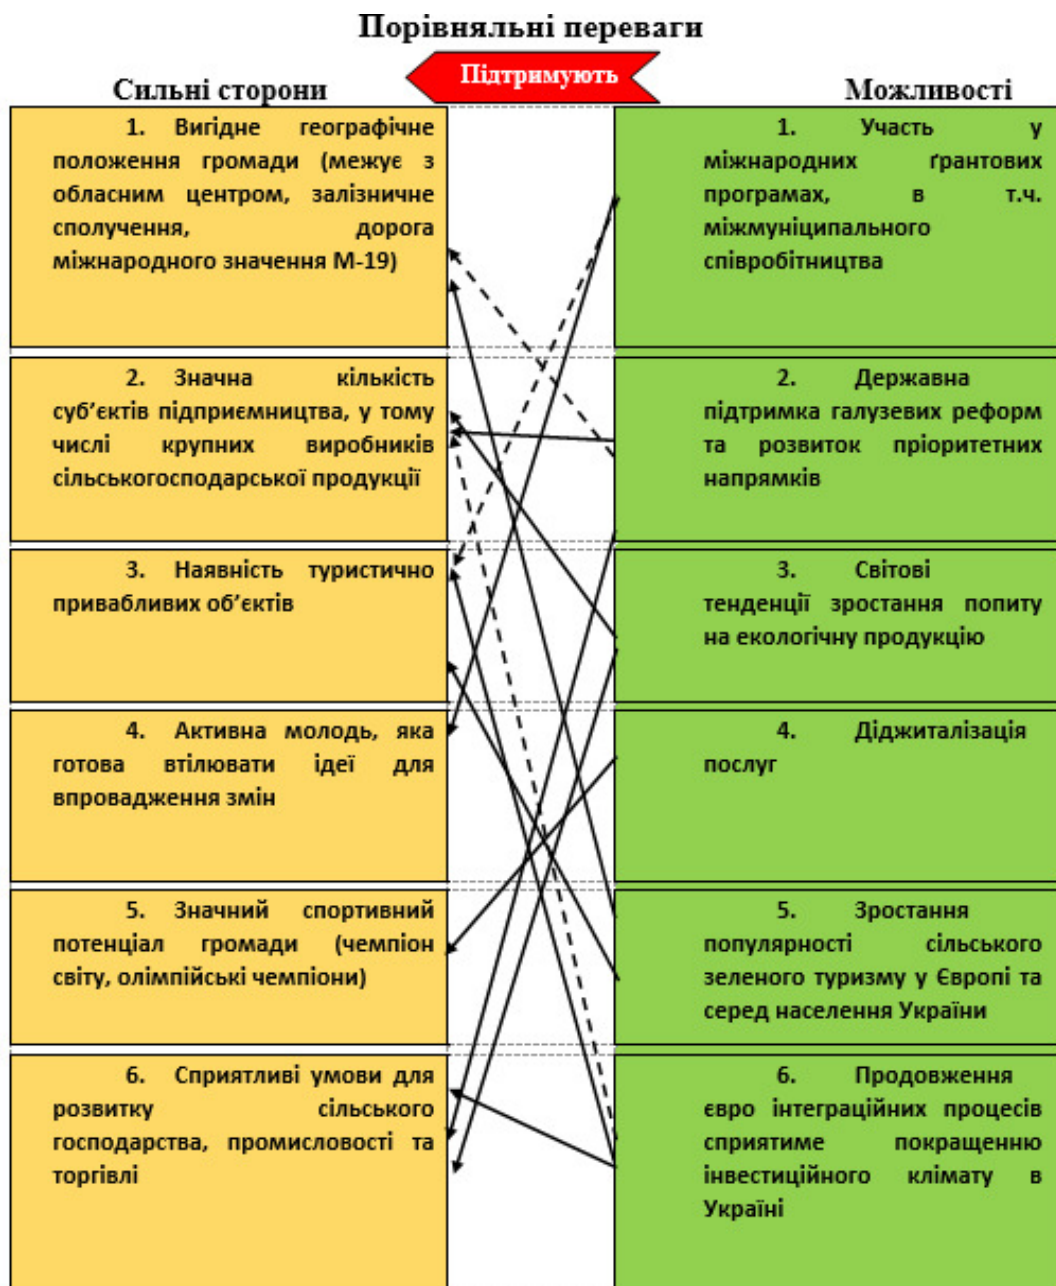 Порівняльні переваги
Підтримують
Сильні сторони
Можливості
1. Вигідне географічне
положення громади (межує з
обласним центром, залізничне
сполучення, дорога
міжнародного значення М-19)
2. Значна кількість
суб’єктів підприємництва, у тому
числі крупних виробників
сільськогосподарської продукції
3. Наявність туристично
привабливих об’єктів
4. Активна молодь, яка
готова втілювати ідеї для
впровадження змін
5. Значний спортивний
потенціал громади (чемпіон
світу, олімпійські чемпіони)
6. Сприятливі умови для
розвитку сільського
господарства, промисловості та
торгівлі
1. Участь у
міжнародних ґрантових
програмах, в т.ч.
міжмуніципального
співробітництва
2. Державна
підтримка галузевих реформ
та розвиток пріоритетних
напрямків
3. Світові
тенденції зростання попиту
на екологічну продукцію
4. Діджиталізація
послуг
5. Зростання
популярності сільського
зеленого туризму у Європі та
серед населення України
6. Продовження
євро інтеграційних процесів
сприятиме покращенню
інвестиційного клімату в
Україні